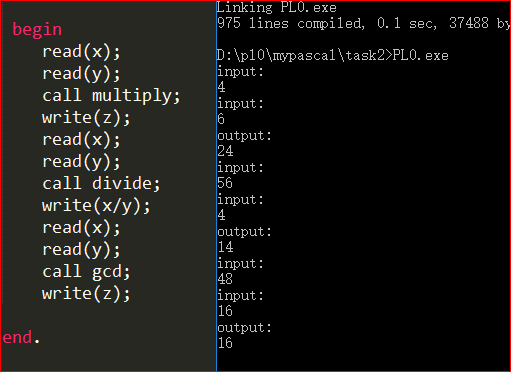 begin
read(x);
read(y);
call multiply;
write(z);
read(x);
read(y);
call divide;
write(x/y);
read(x);
read(y);
call gcd;
write(z);
end.
Linking PL0.exe
975 lines compiled, 0.1 sec, 37488 by
D:\pl0\mypascal\task2>PL0.exe
input:
4
input:
6
output:
24
input:
56
input:
4
output:
14
input:
48
input:
16
output:
16